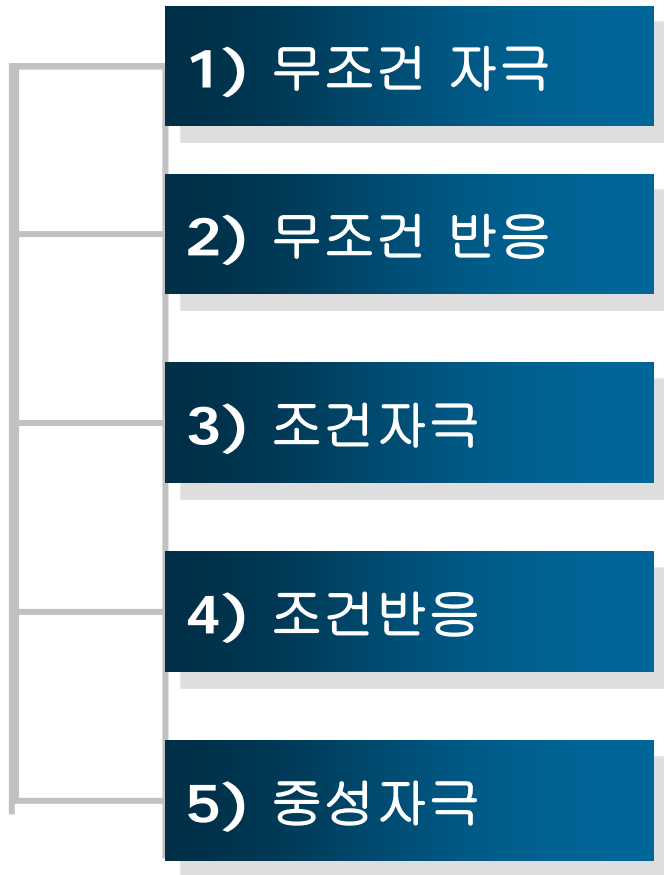 1) 무조건 자극
2) 무조건 반응
3) 조건자극
4) 조건반응
5) 중성자극